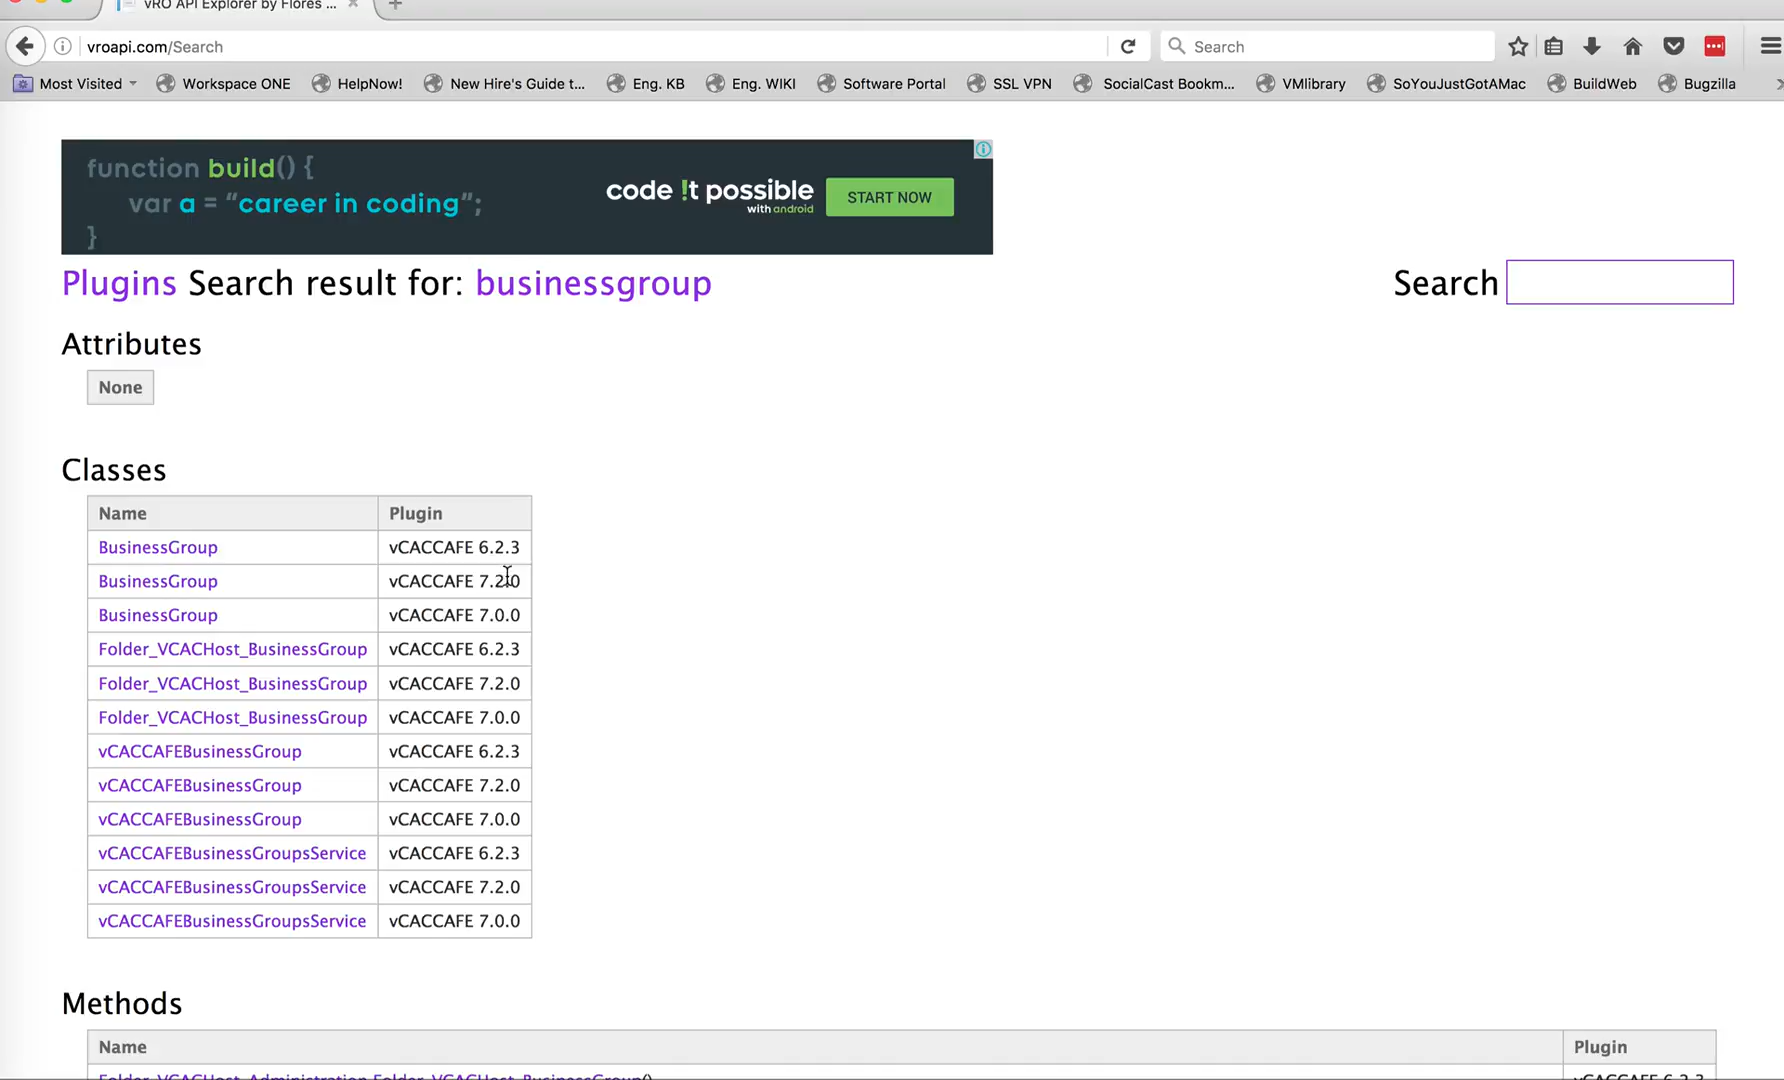 vRO API Explorer by Flores ...
vroapi.com/Search
Search
Most Visited
Workspace ONE
HelpNow!
New Hire's Guide t...
Eng. KB
Eng. WIKI
Software Portal
SSL VPN
SocialCast Bookm...
VMlibrary
SoYouJustGotAMac
BuildWeb
Bugzilla
function build() {
var a = "career in coding";
}
code !t possible
with android
START NOW
Plugins Search result for: businessgroup
Search
Attributes
None
Classes
Name Plugin
BusinessGroup vCACCAFE 6.2.3
BusinessGroup vCACCAFE 7.2.0
BusinessGroup vCACCAFE 7.0.0
Folder_VCACHost_BusinessGroup vCACCAFE 6.2.3
Folder_VCACHost_BusinessGroup vCACCAFE 7.2.0
Folder_VCACHost_BusinessGroup vCACCAFE 7.0.0
vCACCAFEBusinessGroup vCACCAFE 6.2.3
vCACCAFEBusinessGroup vCACCAFE 7.2.0
vCACCAFEBusinessGroup vCACCAFE 7.0.0
vCACCAFEBusinessGroupsService vCACCAFE 6.2.3
vCACCAFEBusinessGroupsService vCACCAFE 7.2.0
vCACCAFEBusinessGroupsService vCACCAFE 7.0.0
Methods
Name Plugin
Folder_VCACHost_Administration.Folder_VCACHost_BusinessGroup() vCACCAFE 6.2.3